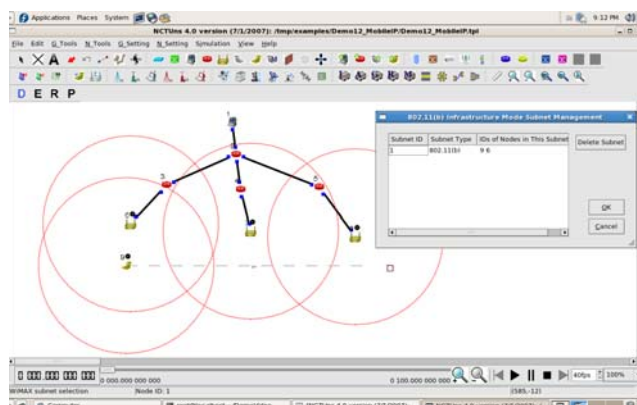 Applications Places System 9:12 PM
NCTUns 4.0 version (7/1/2007): /tmp/examples/Demo12_MobileIP/Demo12_MobileIP.tpl
File Edit G_Tools N_Tools G_Setting N_Setting Simulation View Help
D E R P
1
3
5
6
9
802.11(b) Infrastructure Mode Subnet Management
Subnet ID Subnet Type IDs of Nodes in This Subnet
1 802.11(b) 9 6
Delete Subnet
OK
Cancel
0 000.000 000 000
0 100.000 000 000
40fps 100%
WiMAX subnet selection Node ID: 1 (585,-12)